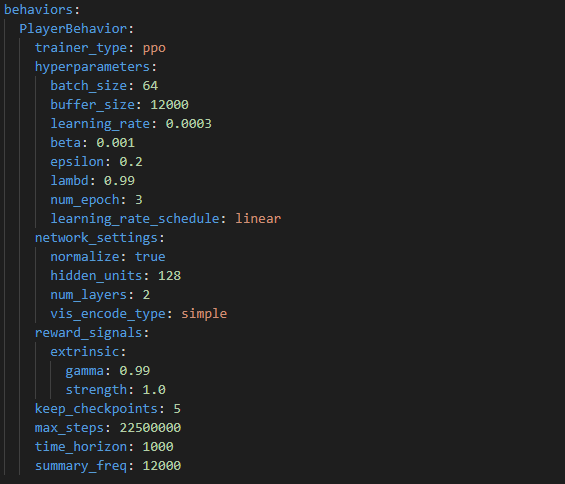 behaviors:
PlayerBehavior:
trainer_type: ppo
hyperparameters:
batch_size: 64
buffer_size: 12000
learning_rate: 0.0003
beta: 0.001
epsilon: 0.2
lambd: 0.99
num_epoch: 3
learning_rate_schedule: linear
network_settings:
normalize: true
hidden_units: 128
num_layers: 2
vis_encode_type: simple
reward_signals:
extrinsic:
gamma: 0.99
strength: 1.0
keep_checkpoints: 5
max_steps: 22500000
time_horizon: 1000
summary_freq: 12000